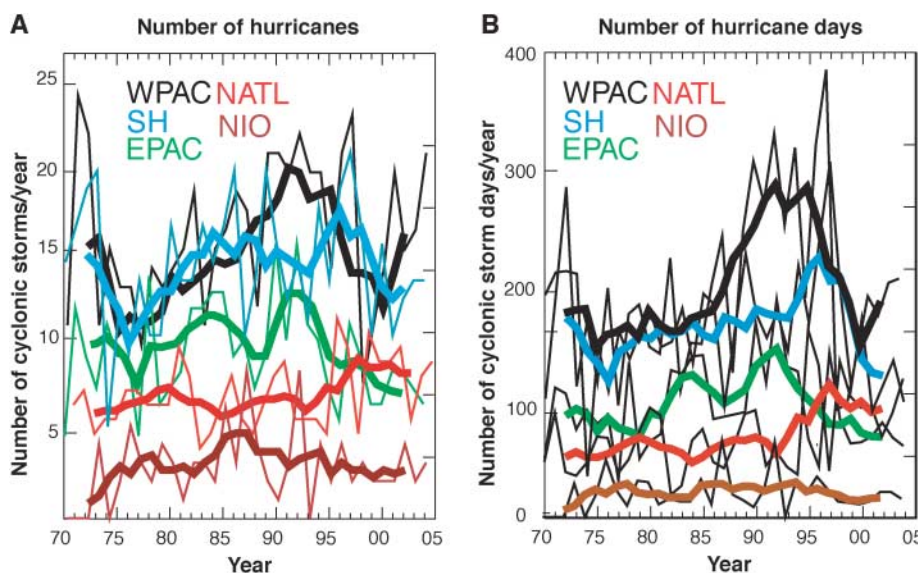 A Number of hurricanes
25
20
15
10
5
WPAC NATL
SH NIO
EPAC
Number of cyclonic storms/year
70 75 80 85 90 95 00 05
Year
B Number of hurricane days
400
300
200
100
0
WPAC NATL
SH NIO
EPAC
Number of cyclonic storm days/year
70 75 80 85 90 95 00 05
Year